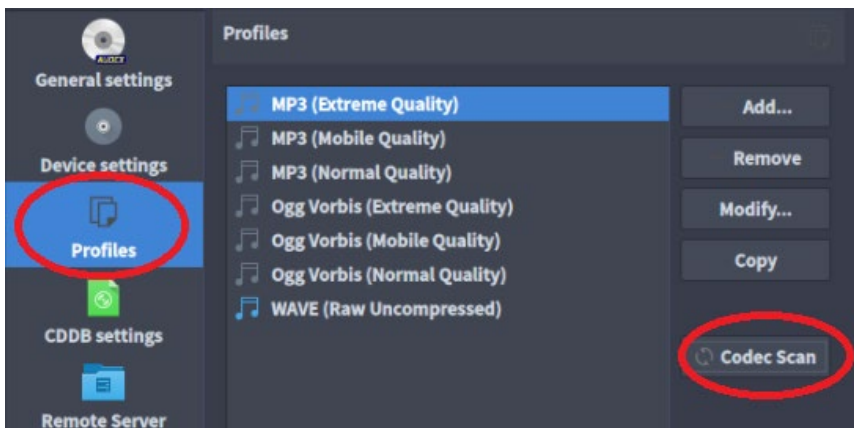 AUDEX
General settings
Device settings
Profiles
CDDB settings
Remote Server
Profiles
MP3 (Extreme Quality)
MP3 (Mobile Quality)
MP3 (Normal Quality)
Ogg Vorbis (Extreme Quality)
Ogg Vorbis (Mobile Quality)
Ogg Vorbis (Normal Quality)
WAVE (Raw Uncompressed)
Add...
Remove
Modify...
Copy
Codec Scan